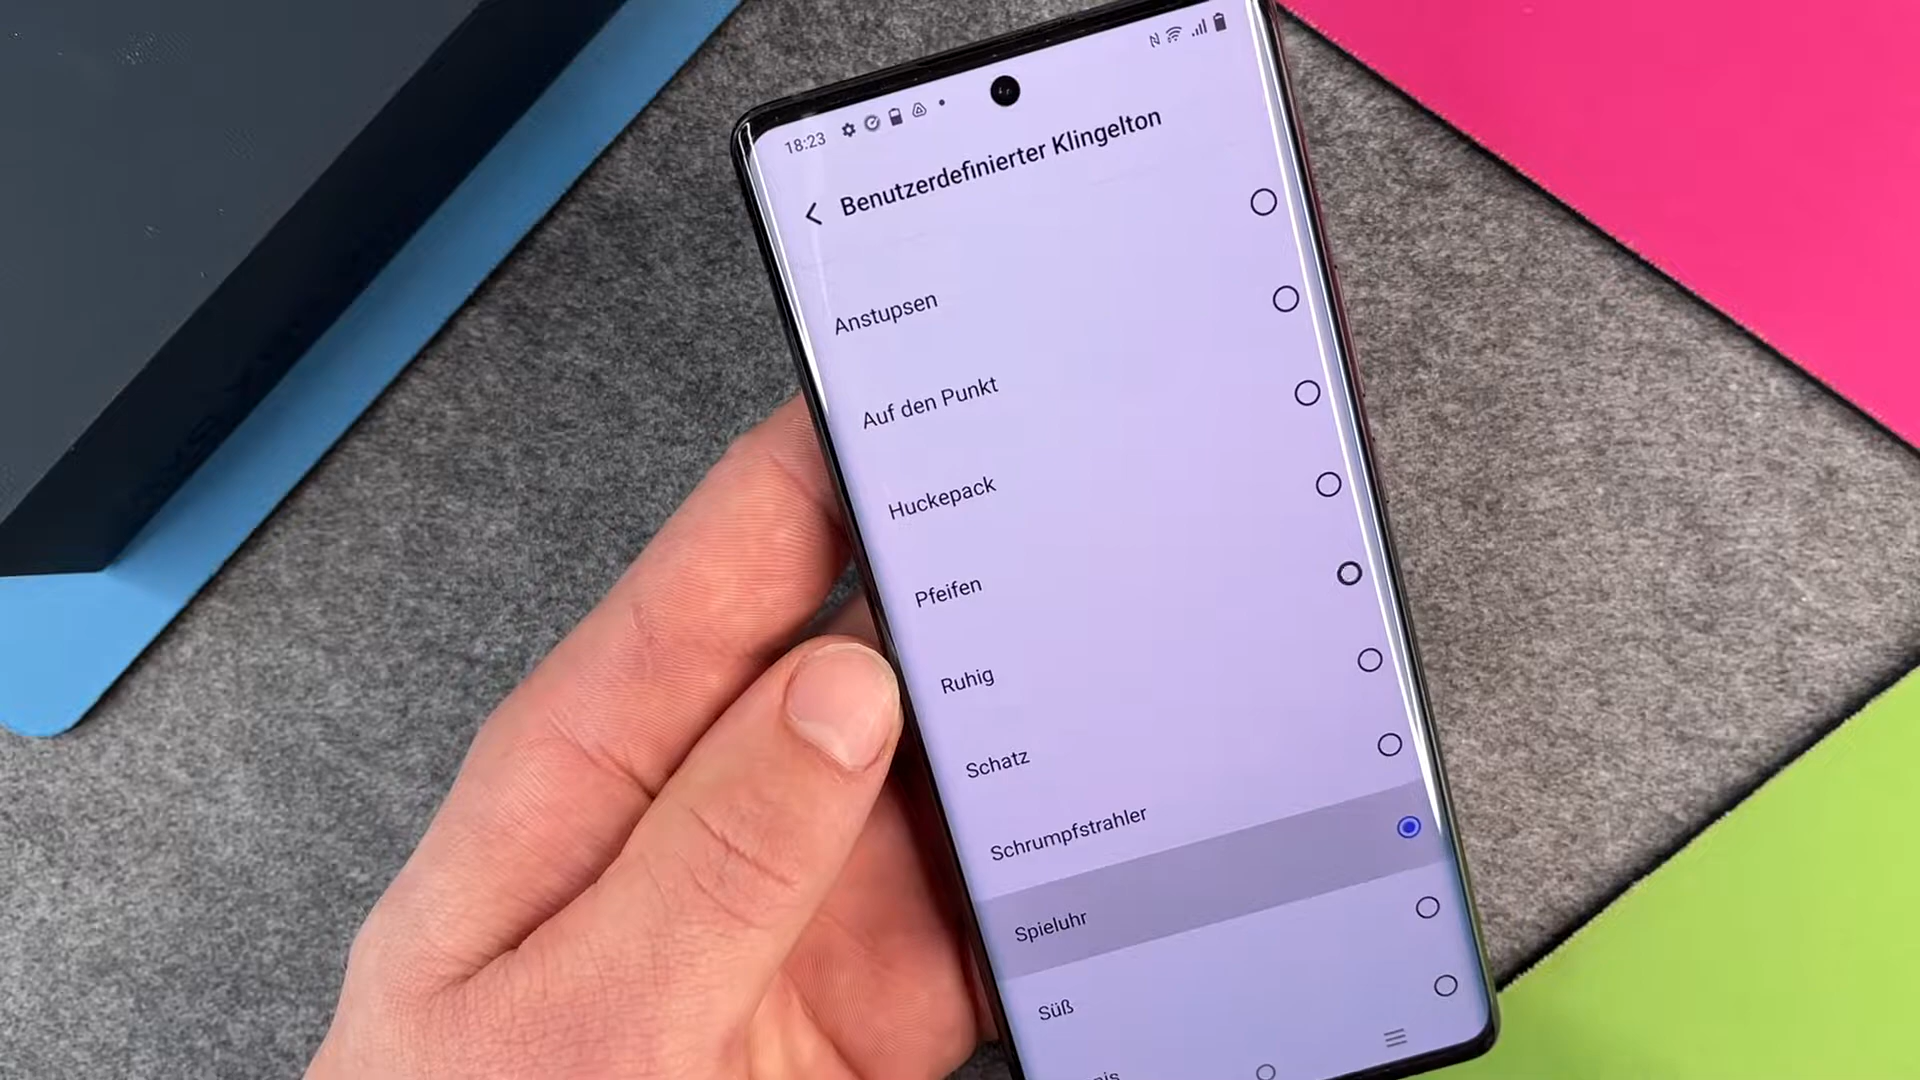 18:23
Benutzerdefinierter Klingelton
Anstupsen
Auf den Punkt
Huckepack
Pfeifen
Ruhig
Schatz
Schrumpfstrahler
Spieluhr
Süß